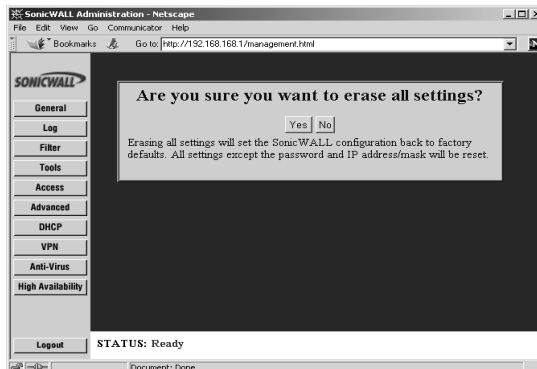 SonicWALL Administration - Netscape
File Edit View Go Communicator Help
Bookmarks Go to: http://192.168.168.1/management.html
SONICWALL
General
Log
Filter
Tools
Access
Advanced
DHCP
VPN
Anti-Virus
High Availability
Logout
Are you sure you want to erase all settings?
Yes No
Erasing all settings will set the SonicWALL configuration back to factory
defaults. All settings except the password and IP address/mask will be reset.
STATUS: Ready
Document: Done